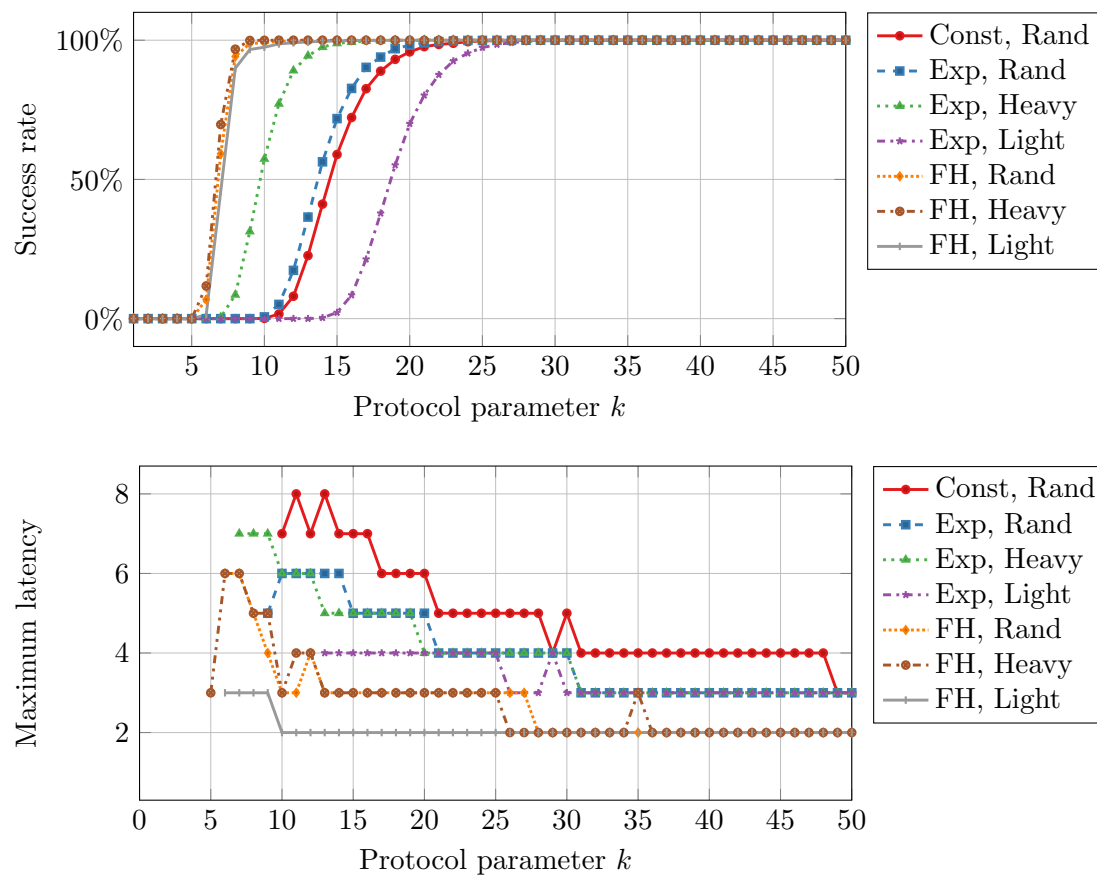 100%
50%
0%
Success rate
5 10 15 20 25 30 35 40 45 50
Protocol parameter k
Const, Rand
Exp, Rand
Exp, Heavy
Exp, Light
FH, Rand
FH, Heavy
FH, Light
8
6
4
2
Maximum latency
0 5 10 15 20 25 30 35 40 45 50
Protocol parameter k
Const, Rand
Exp, Rand
Exp, Heavy
Exp, Light
FH, Rand
FH, Heavy
FH, Light